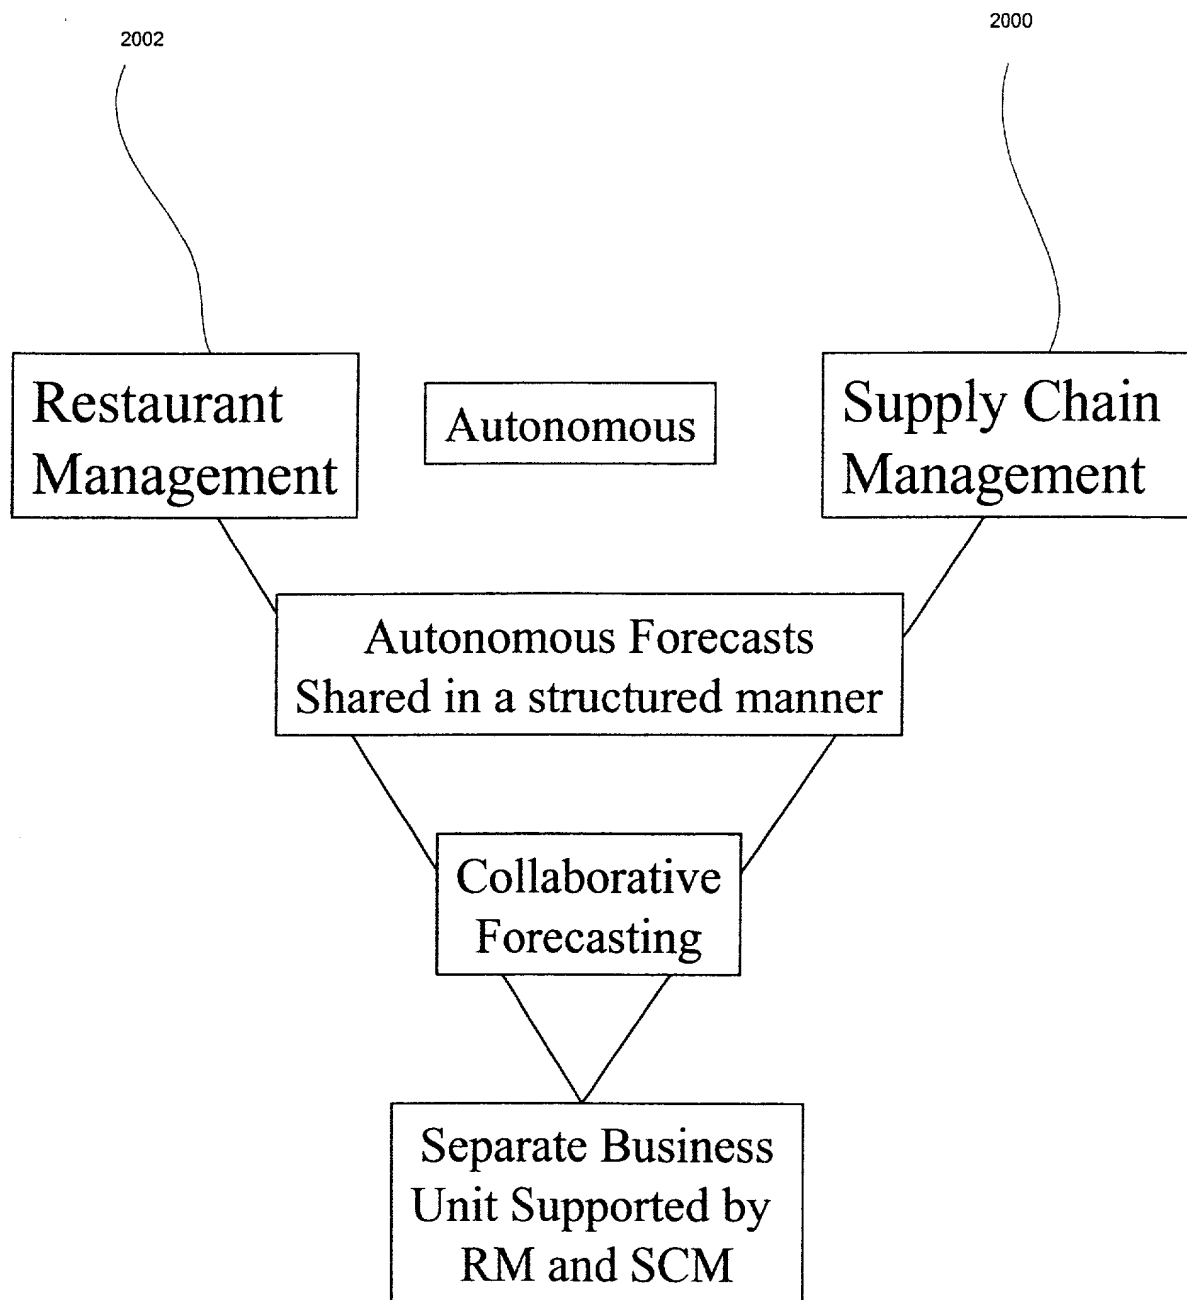 2002
2000
Restaurant
Management
Autonomous
Supply Chain
Management
Autonomous Forecasts
Shared in a structured manner
Collaborative
Forecasting
Separate Business
Unit Supported by
RM and SCM